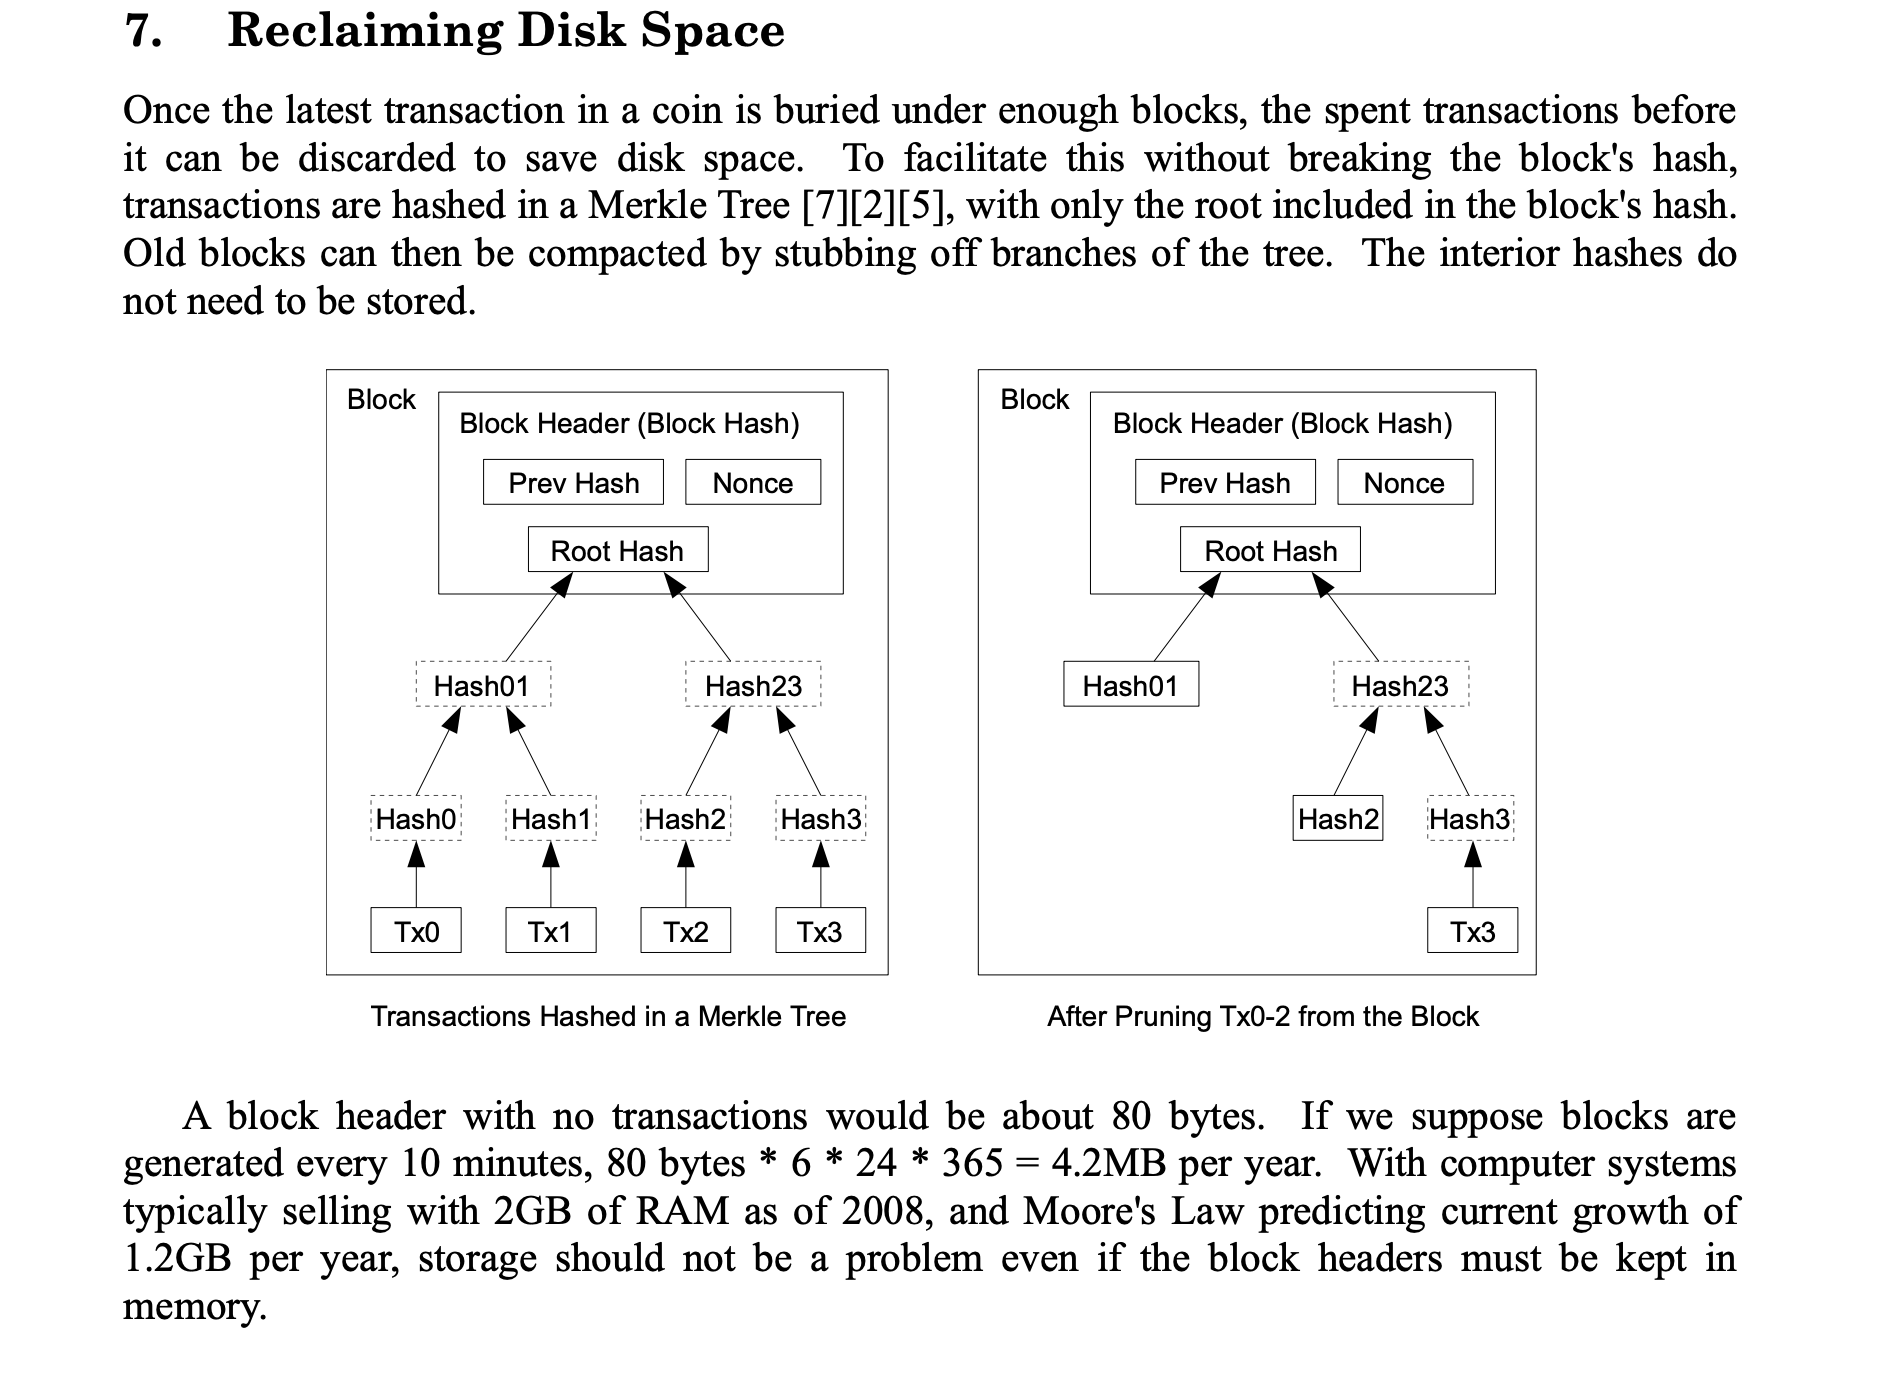 7. Reclaiming Disk Space
Once the latest transaction in a coin is buried under enough blocks, the spent transactions before
it can be discarded to save disk space. To facilitate this without breaking the block's hash,
transactions are hashed in a Merkle Tree [7][2][5], with only the root included in the block's hash.
Old blocks can then be compacted by stubbing off branches of the tree. The interior hashes do
not need to be stored.
Block
Block Header (Block Hash)
Prev Hash
Nonce
Root Hash
Hash01
Hash23
Hash0
Hash1
Hash2
Hash3
Tx0
Tx1
Tx2
Tx3
Transactions Hashed in a Merkle Tree
Block
Block Header (Block Hash)
Prev Hash
Nonce
Root Hash
Hash01
Hash23
Hash2
Hash3
Tx3
After Pruning Tx0-2 from the Block
A block header with no transactions would be about 80 bytes. If we suppose blocks are
generated every 10 minutes, 80 bytes * 6 * 24 * 365 = 4.2MB per year. With computer systems
typically selling with 2GB of RAM as of 2008, and Moore's Law predicting current growth of
1.2GB per year, storage should not be a problem even if the block headers must be kept in
memory.